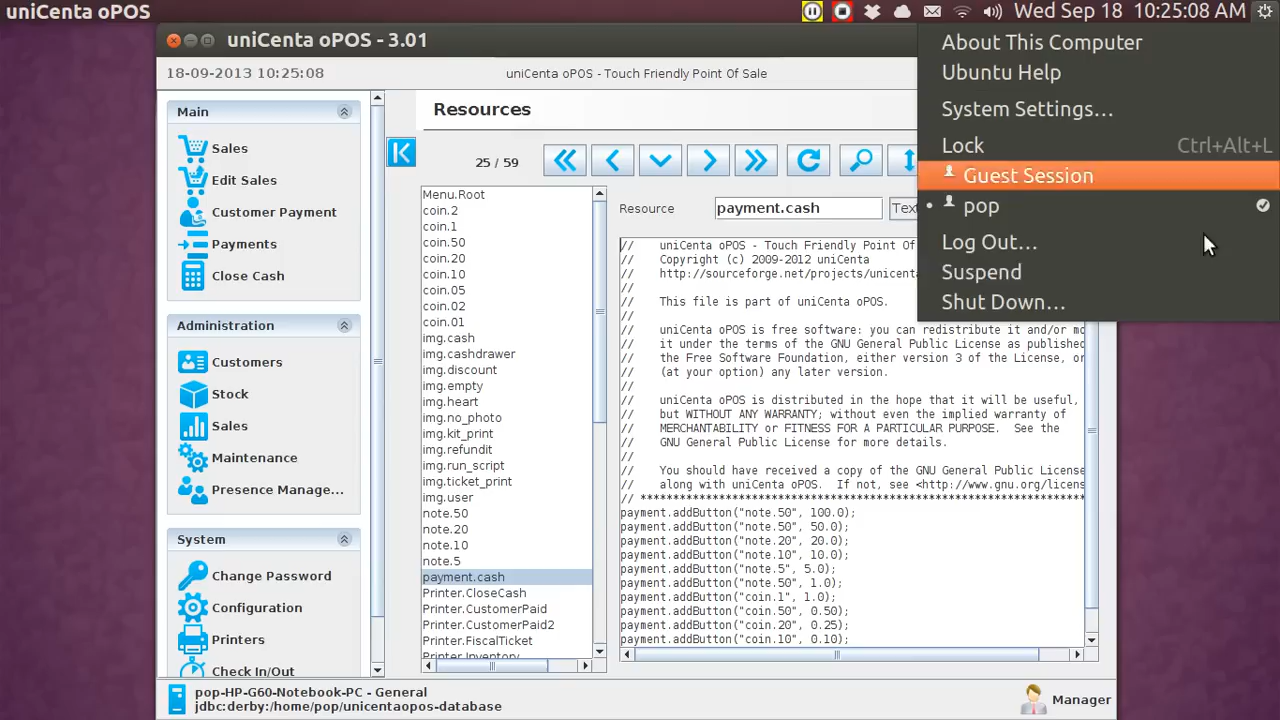 uniCenta oPOS
Wed Sep 18 10:25:08 AM
uniCenta oPOS - 3.01
18-09-2013 10:25:08
uniCenta oPOS - Touch Friendly Point Of Sale
About This Computer
Ubuntu Help
System Settings...
Lock Ctrl+Alt+L
Guest Session
pop
Log Out...
Suspend
Shut Down...
Main
Sales
Edit Sales
Customer Payment
Payments
Close Cash
Administration
Customers
Stock
Sales
Maintenance
Presence Manage...
System
Change Password
Configuration
Printers
Check In/Out
Resources
25 / 59
Menu.Root
coin.2
coin.1
coin.50
coin.20
coin.10
coin.05
coin.02
coin.01
img.cash
img.cashdrawer
img.discount
img.empty
img.heart
img.no_photo
img.kit_print
img.refundit
img.run_script
img.ticket_print
img.user
note.50
note.20
note.10
note.5
payment.cash
Printer.CloseCash
Printer.CustomerPaid
Printer.CustomerPaid2
Printer.FiscalTicket
Printer.Inventory
Resource payment.cash Text
// uniCenta oPOS - Touch Friendly Point Of
// Copyright (c) 2009-2012 uniCenta
// http://sourceforge.net/projects/unicenta
//
// This file is part of uniCenta oPOS.
//
// uniCenta oPOS is free software: you can redistribute it and/or mo
// it under the terms of the GNU General Public License as published
// the Free Software Foundation, either version 3 of the License, or
// (at your option) any later version.
//
// uniCenta oPOS is distributed in the hope that it will be useful,
// but WITHOUT ANY WARRANTY; without even the implied warranty of
// MERCHANTABILITY or FITNESS FOR A PARTICULAR PURPOSE. See the
// GNU General Public License for more details.
//
// You should have received a copy of the GNU General Public License
// along with uniCenta oPOS. If not, see <http://www.gnu.org/licens
// *****************************************************************
payment.addButton("note.50", 100.0);
payment.addButton("note.50", 50.0);
payment.addButton("note.20", 20.0);
payment.addButton("note.10", 10.0);
payment.addButton("note.5", 5.0);
payment.addButton("note.50", 1.0);
payment.addButton("coin.1", 1.0);
payment.addButton("coin.50", 0.50);
payment.addButton("coin.20", 0.25);
payment.addButton("coin.10", 0.10);
pop-HP-G60-Notebook-PC - General
jdbc:derby:/home/pop/unicentaopos-database
Manager